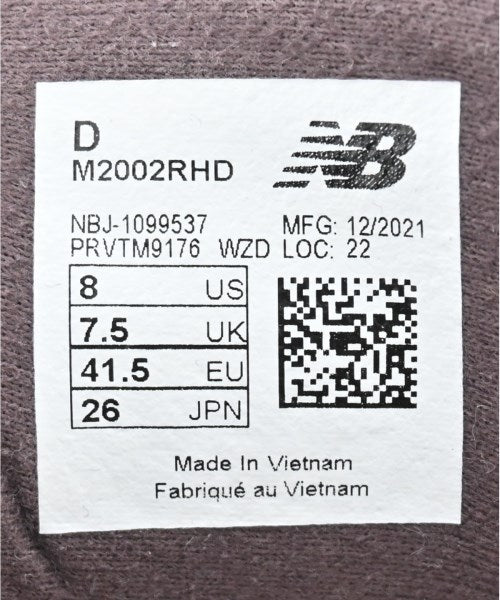 D
M2002RHD
NB
NBJ-1099537 MFG: 12/2021
PRVTM9176 WZD LOC: 22
8 US
7.5 UK
41.5 EU
26 JPN
Made In Vietnam
Fabriqué au Vietnam